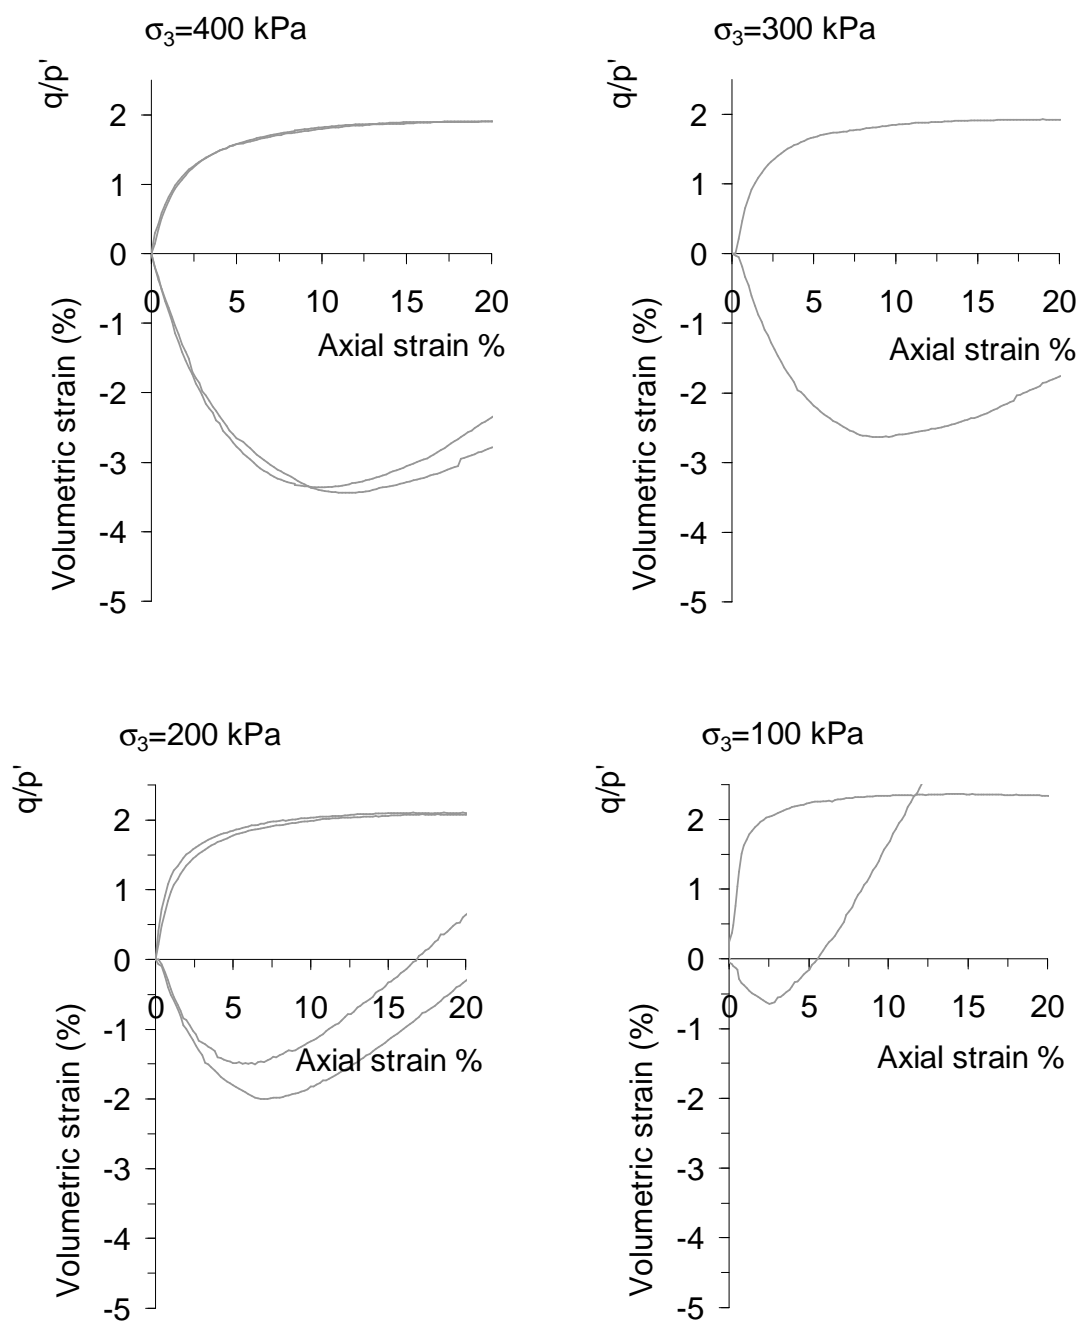 σ3=400 kPa
q/p'
2
1
0
0 5 10 15 20
-1
Axial strain %
-2
-3
-4
-5
Volumetric strain (%)
σ3=300 kPa
q/p'
2
1
0
0 5 10 15 20
-1
Axial strain %
-2
-3
-4
-5
Volumetric strain (%)
σ3=200 kPa
q/p'
2
1
0
0 5 10 15 20
-1
Axial strain %
-2
-3
-4
-5
Volumetric strain (%)
σ3=100 kPa
q/p'
2
1
0
0 5 10 15 20
-1
Axial strain %
-2
-3
-4
-5
Volumetric strain (%)